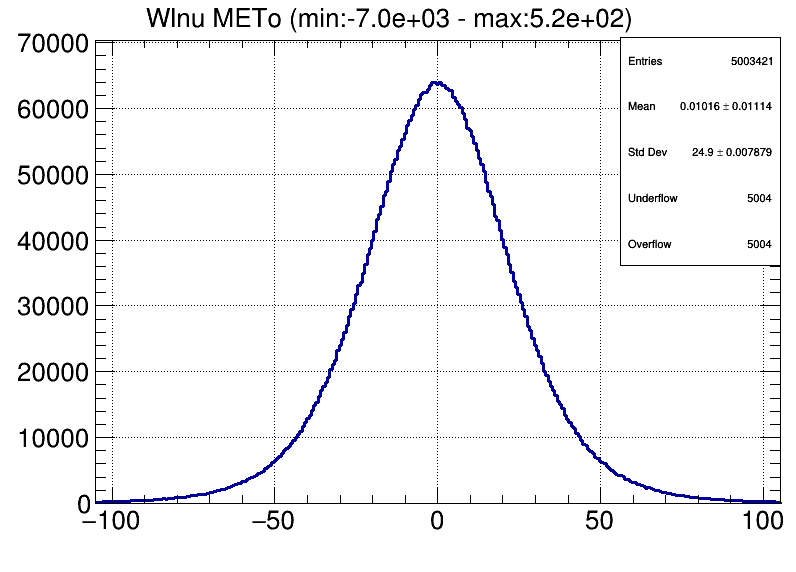 Wlnu METo (min:-7.0e+03 - max:5.2e+02)
70000
60000
50000
40000
30000
20000
10000
0
−100
−50
0
50
100
Entries 5003421
Mean 0.01016 ± 0.01114
Std Dev 24.9 ± 0.007879
Underflow 5004
Overflow 5004